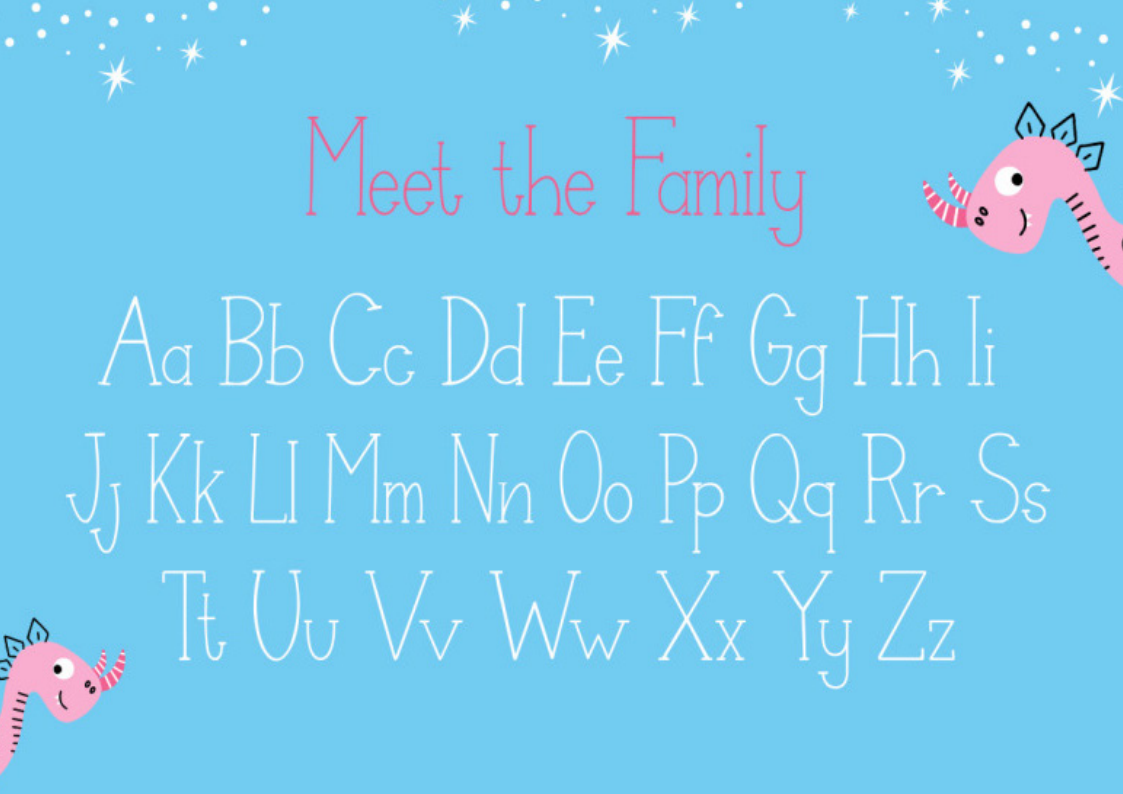 Meet the Family
Aa Bb Cc Dd Ee Ff Gg Hh Ii
Jj Kk Ll Mm Nn Oo Pp Qq Rr Ss
Tt Uu Vv Ww Xx Yy Zz